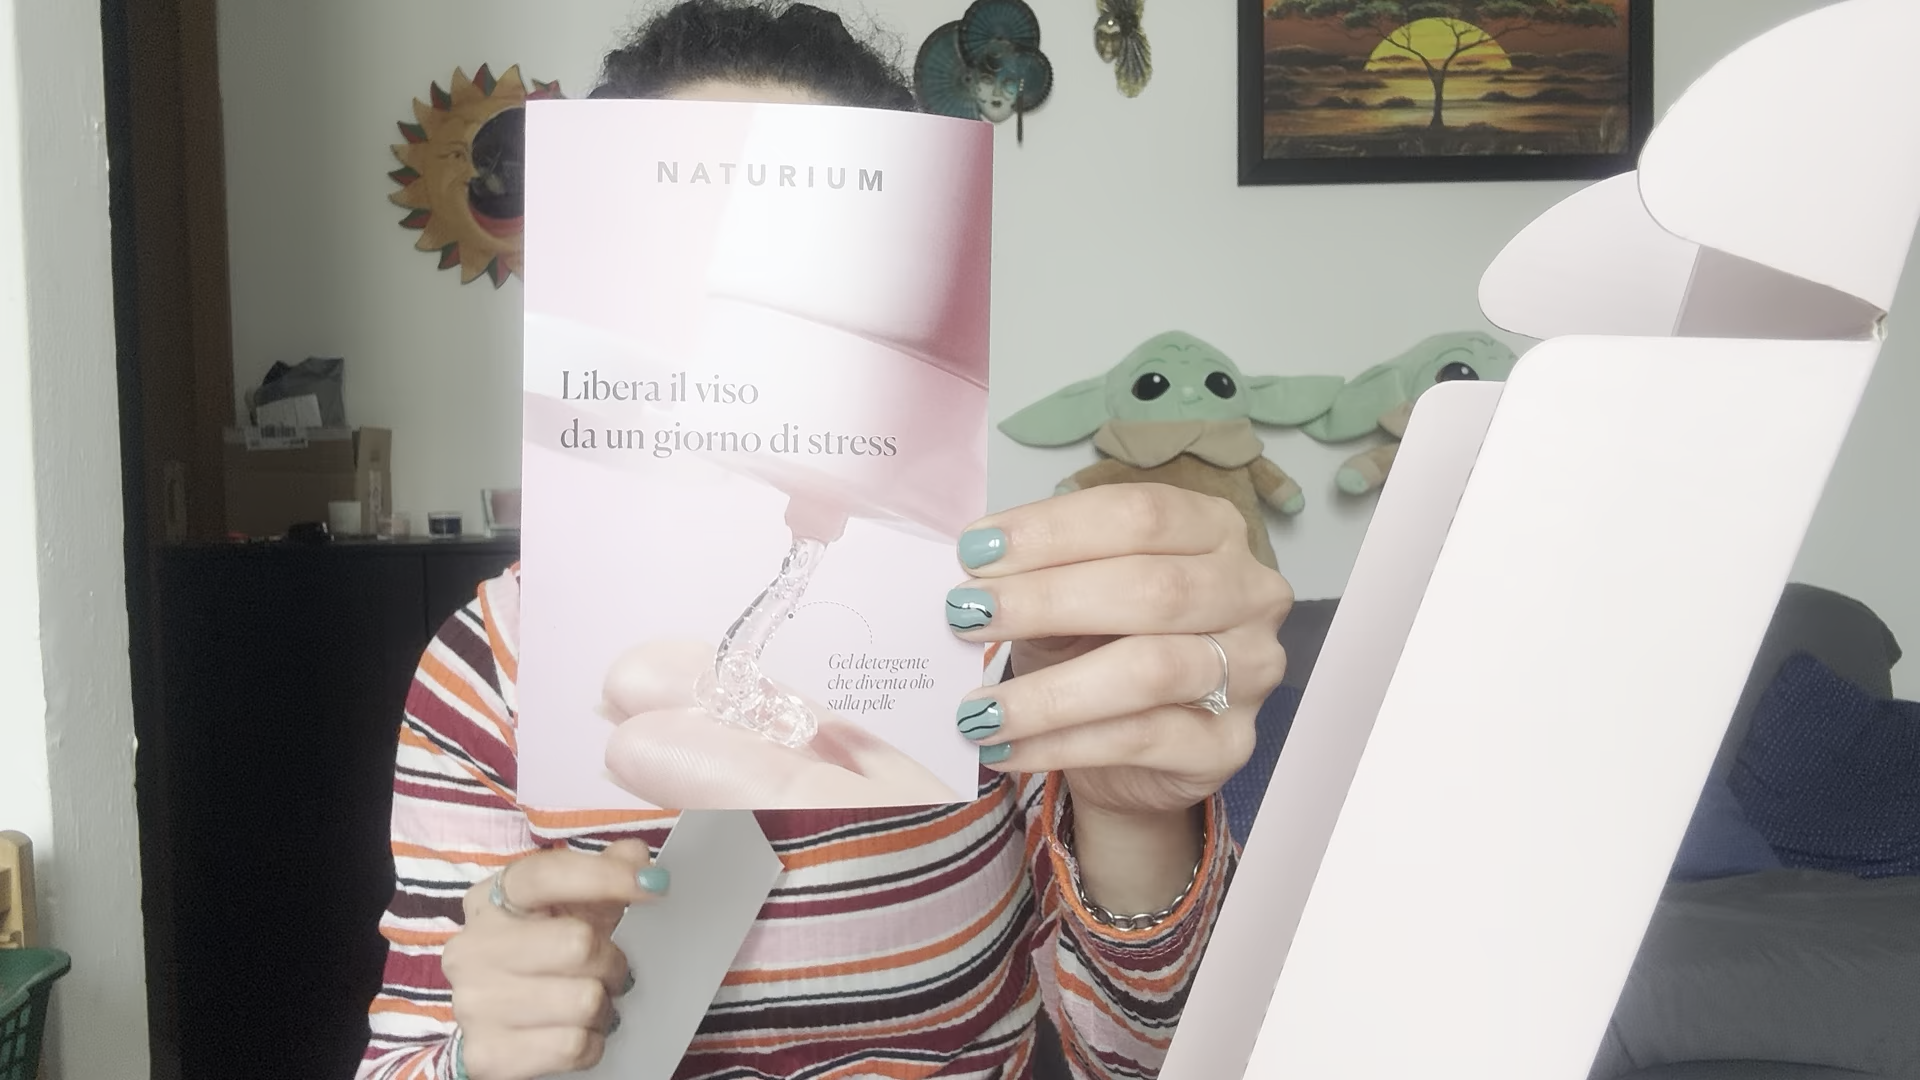 NATURIUM
Libera il viso
da un giorno di stress
Gel detergente
che diventa olio
sulla pelle